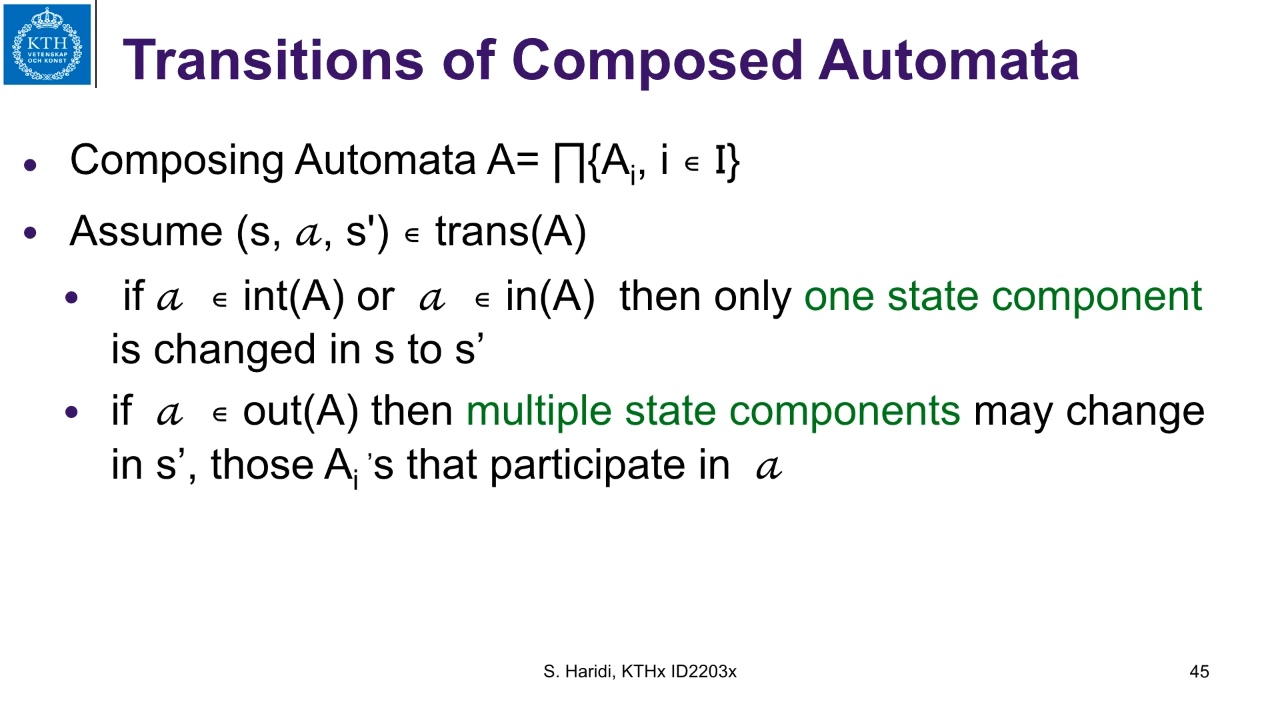 KTH
VETENSKAP
OCH KONST
Transitions of Composed Automata
• Composing Automata A= ∏{Aᵢ, i ∊ I}
• Assume (s, 𝑎, s') ∊ trans(A)
• if 𝑎 ∊ int(A) or 𝑎 ∊ in(A) then only one state component
is changed in s to s’
• if 𝑎 ∊ out(A) then multiple state components may change
in s’, those Aᵢ ’s that participate in 𝑎
S. Haridi, KTHx ID2203x
45